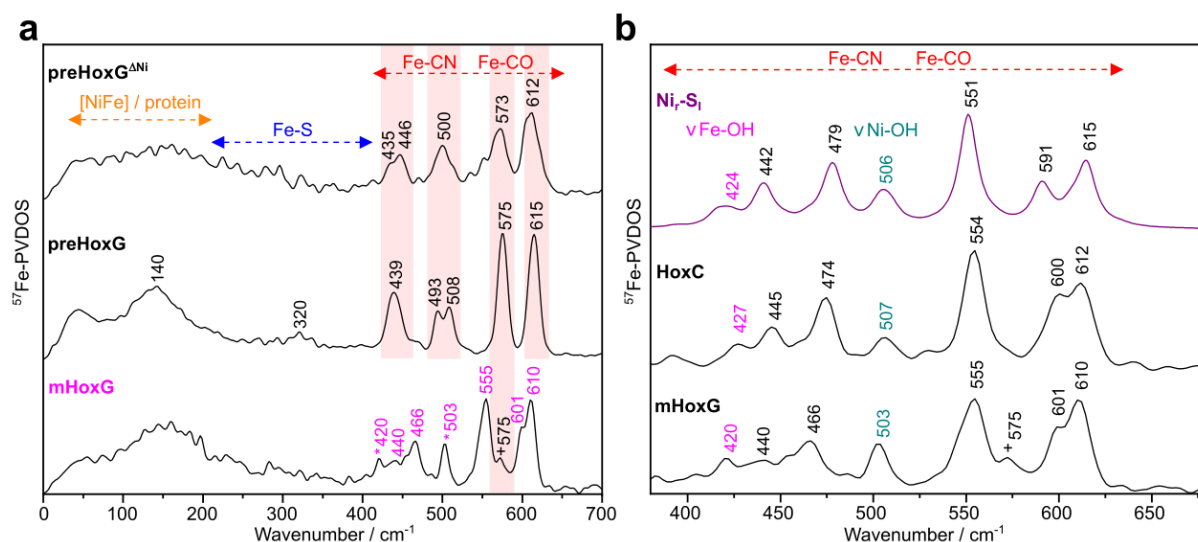 a
preHoxGΔNi
Fe-CN Fe-CO
[NiFe] / protein
Fe-S
435
446
500
573
612
preHoxG
140
320
439
493
508
575
615
mHoxG
*420
440
466
*503
555
+575
601
610
57Fe-PVDOS
0 100 200 300 400 500 600 700
Wavenumber / cm-1
b
Fe-CN Fe-CO
Nir-SI
ν Fe-OH
ν Ni-OH
424
442
479
506
551
591
615
HoxC
427
445
474
507
554
600
612
mHoxG
420
440
466
503
555
+575
601
610
57Fe-PVDOS
400 450 500 550 600 650
Wavenumber / cm-1